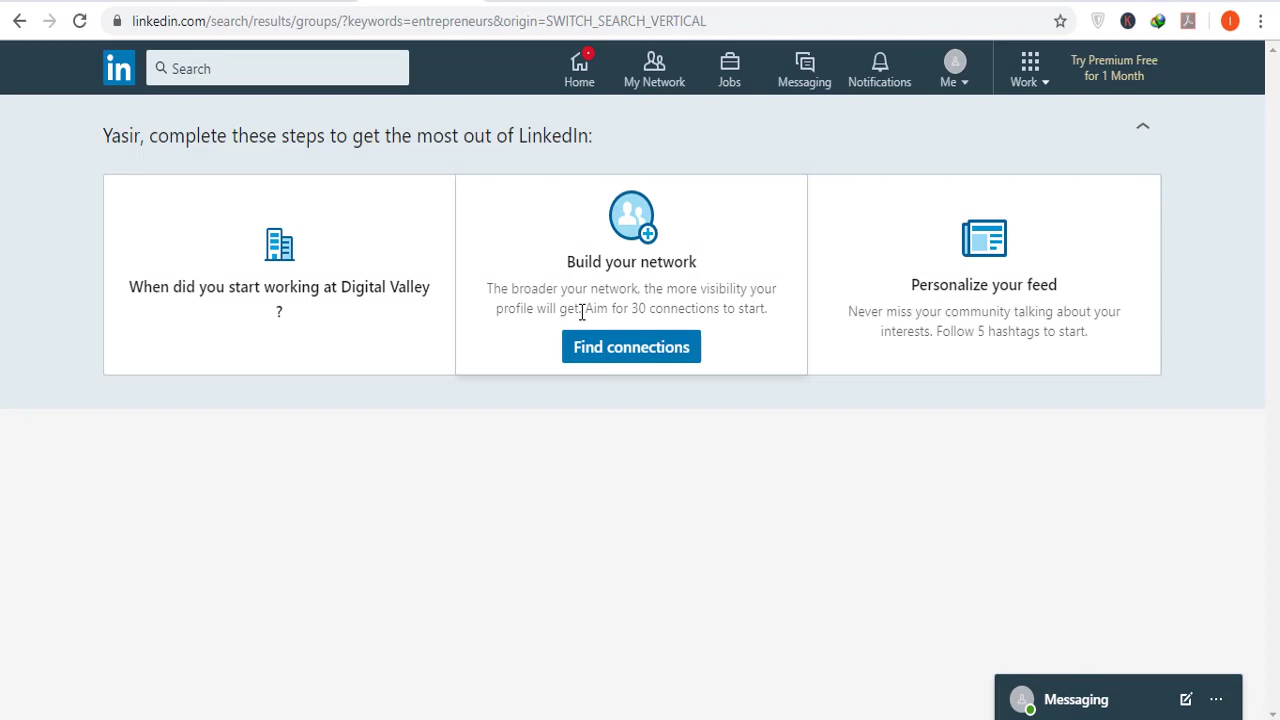 linkedin.com/search/results/groups/?keywords=entrepreneurs&origin=SWITCH_SEARCH_VERTICAL
K
I
in
Search
Home
My Network
Jobs
Messaging
Notifications
Me
Work
Try Premium Free
for 1 Month
Yasir, complete these steps to get the most out of LinkedIn:
When did you start working at Digital Valley
?
Build your network
The broader your network, the more visibility your
profile will get. Aim for 30 connections to start.
Find connections
Personalize your feed
Never miss your community talking about your
interests. Follow 5 hashtags to start.
Messaging